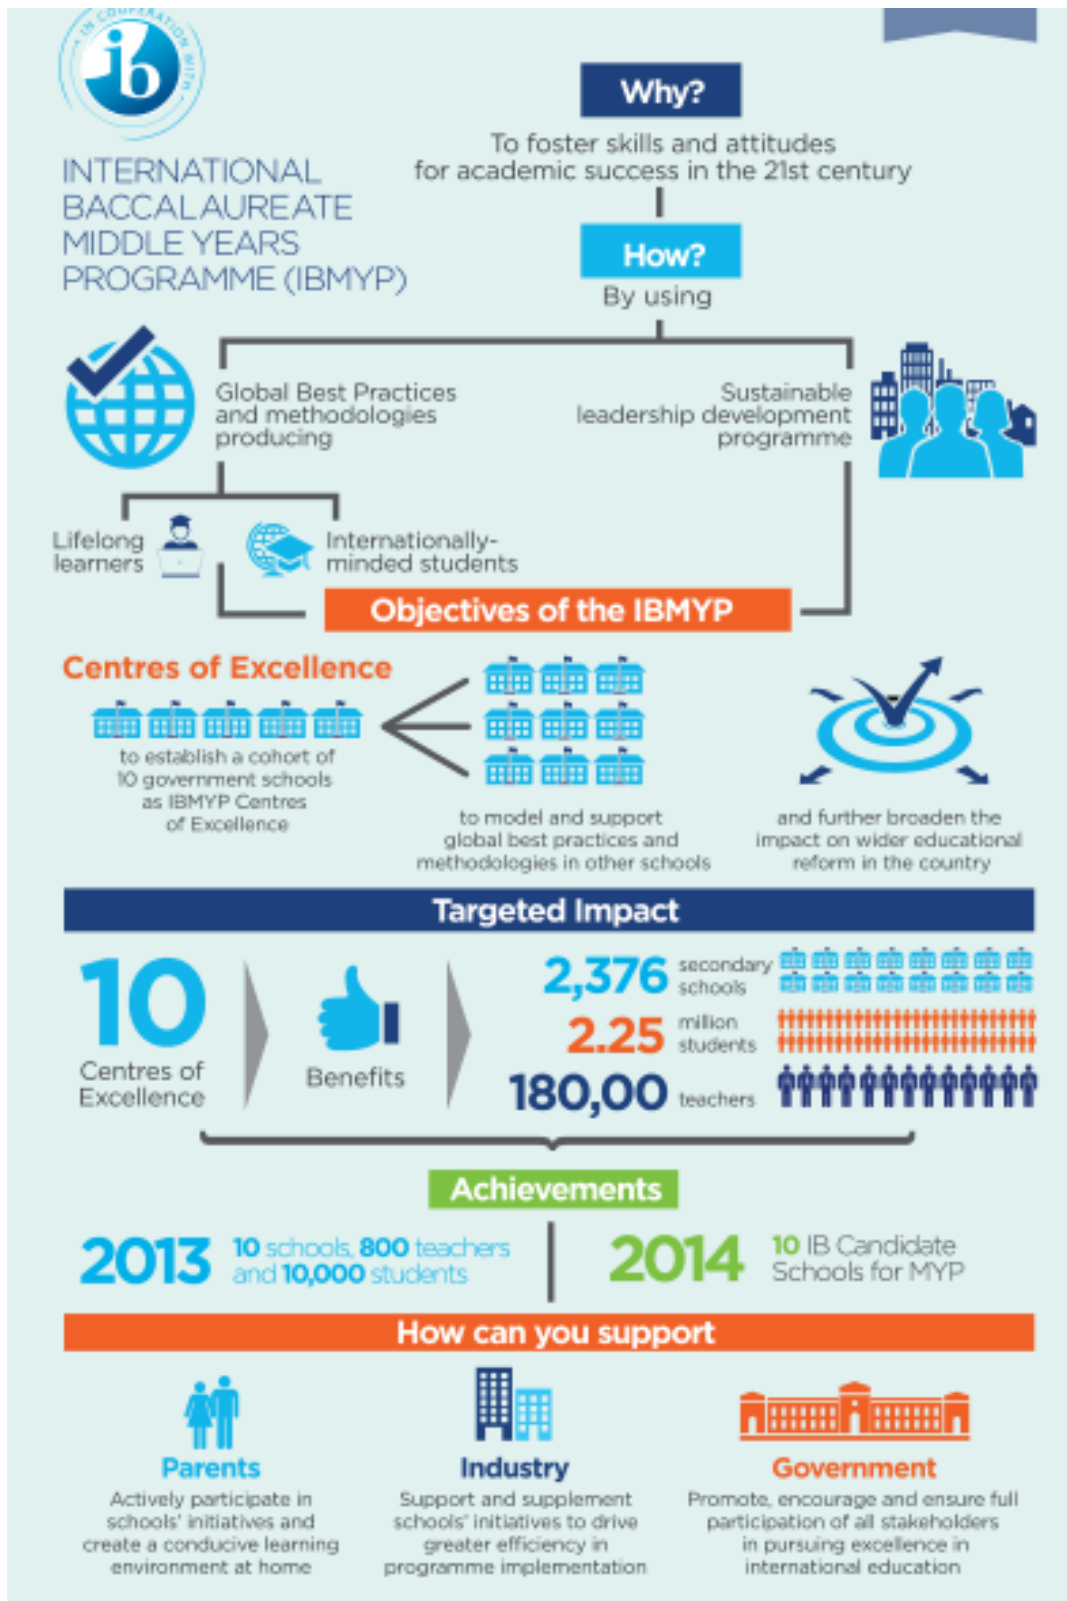 IN COOPERATION WITH
ib
INTERNATIONAL
BACCALAUREATE
MIDDLE YEARS
PROGRAMME (IBMYP)
Why?
To foster skills and attitudes
for academic success in the 21st century
How?
By using
Global Best Practices
and methodologies
producing
Sustainable
leadership development
programme
Lifelong
learners
Internationally-
minded students
Objectives of the IBMYP
Centres of Excellence
to establish a cohort of
10 government schools
as IBMYP Centres
of Excellence
to model and support
global best practices and
methodologies in other schools
and further broaden the
impact on wider educational
reform in the country
Targeted Impact
10
Centres of
Excellence
Benefits
2,376 secondary
schools
2.25 million
students
180,00 teachers
Achievements
2013
10 schools, 800 teachers
and 10,000 students
2014
10 IB Candidate
Schools for MYP
How can you support
Parents
Actively participate in
schools' initiatives and
create a conducive learning
environment at home
Industry
Support and supplement
schools' initiatives to drive
greater efficiency in
programme implementation
Government
Promote, encourage and ensure full
participation of all stakeholders
in pursuing excellence in
international education